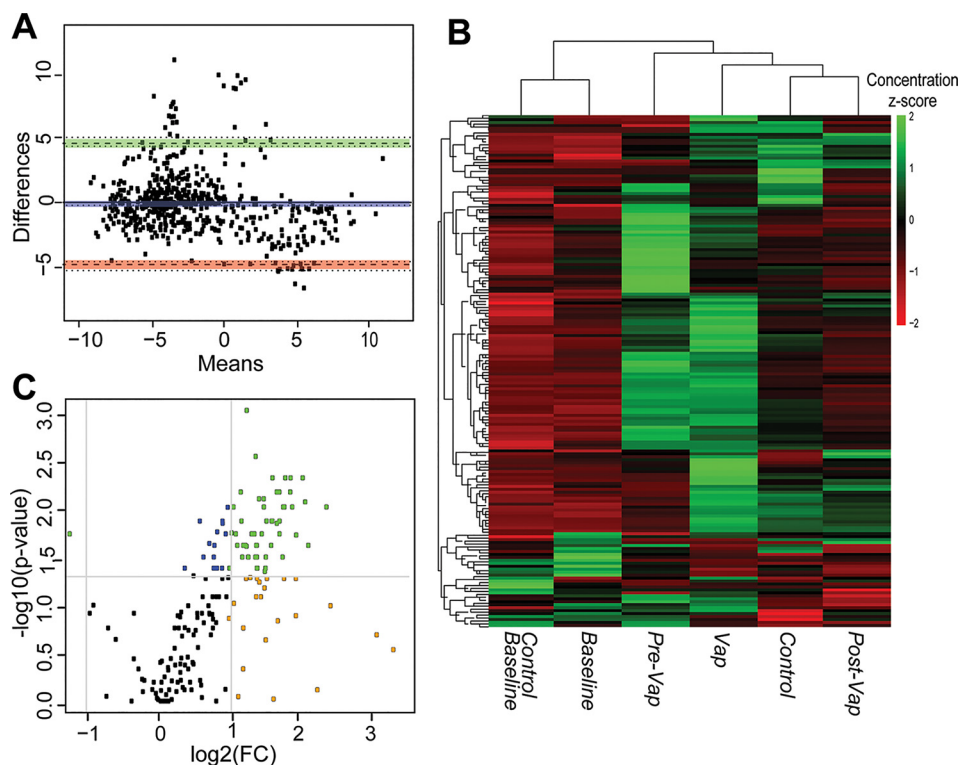 A
10
5
0
−5
Differences
−10
−5
0
5
10
Means
B
Concentration
z-score
2
1
0
−1
−2
Control
Baseline
Baseline
Pre-Vap
Vap
Control
Post-Vap
C
3.0
2.5
2.0
1.5
1.0
0.5
0.0
-log10(p-value)
−1
0
1
2
3
log2(FC)